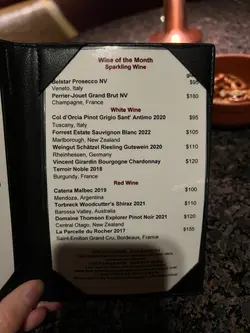 Wine of the Month
Sparkling Wine
Belstar Prosecco NV
Veneto, Italy
Perrier-Jouet Grand Brut NV $160
Champagne, France
White Wine
Col d'Orcia Pinot Grigio Sant' Antimo 2020 $95
Tuscany, Italy
Forrest Estate Sauvignon Blanc 2022 $105
Marlborough, New Zealand
Weingut Schätzel Riesling Gutswein 2020 $110
Rheinhessen, Germany
Vincent Girardin Bourgogne Chardonnay $120
Terroir Noble 2018
Burgundy, France
Red Wine
Catena Malbec 2019 $100
Mendoza, Argentina
Torbreck Woodcutter's Shiraz 2021 $110
Barossa Valley, Australia
Domaine Thomson Explorer Pinot Noir 2021 $120
Central Otago, New Zealand
La Parcelle du Rocher 2017 $155
Saint-Emilion Grand Cru, Bordeaux, France